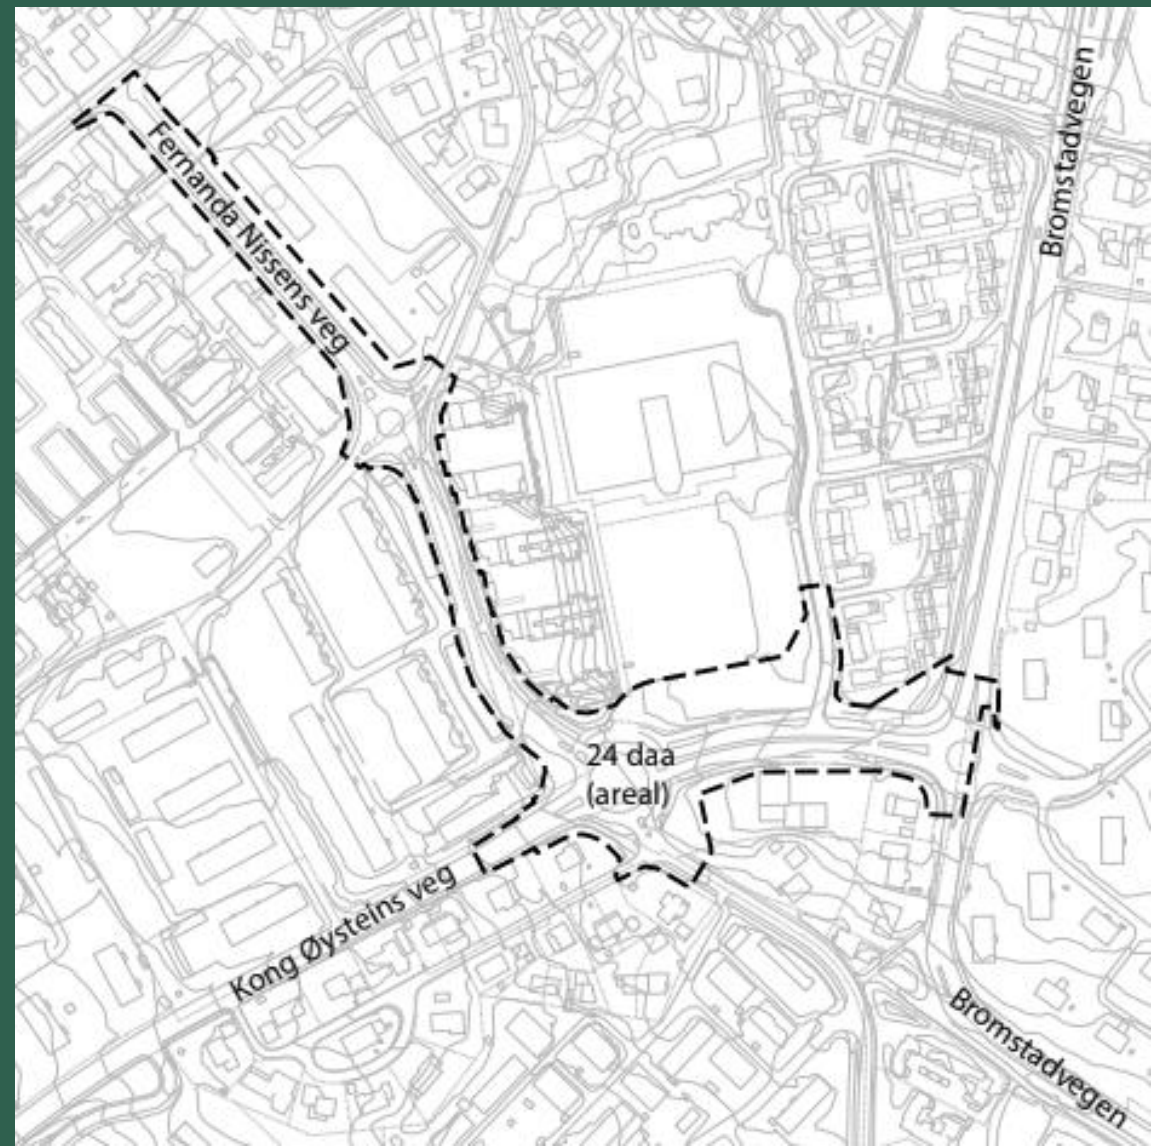 Bromstadvegen
Fernanda Nissens veg
24 daa
(areal)
Kong Øysteins veg
Bromstadvegen